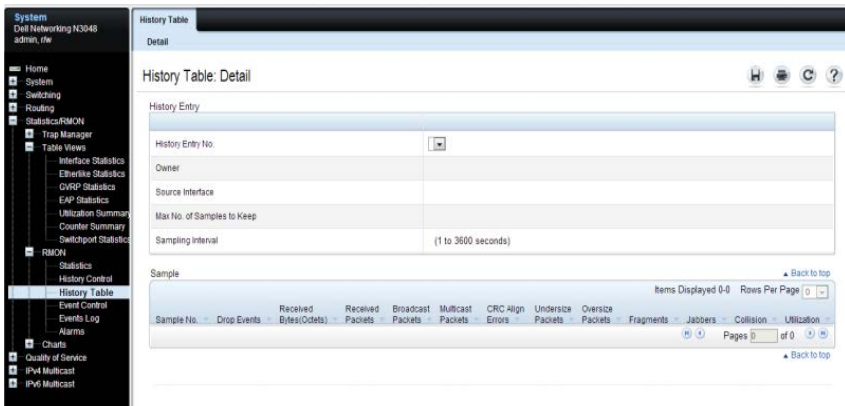 System
Dell Networking N3048
admin, r/w
Home
System
Switching
Routing
Statistics/RMON
Trap Manager
Table Views
Interface Statistics
Etherlike Statistics
GVRP Statistics
EAP Statistics
Utilization Summary
Counter Summary
Switchport Statistics
RMON
Statistics
History Control
History Table
Event Control
Events Log
Alarms
Charts
Quality of Service
IPv4 Multicast
IPv6 Multicast
History Table
Detail
History Table: Detail
?
History Entry
History Entry No.
Owner
Source Interface
Max No. of Samples to Keep
Sampling Interval (1 to 3600 seconds)
Sample
Back to top
Items Displayed 0-0 Rows Per Page 0
Sample No. Drop Events Received Bytes(Octets) Received Packets Broadcast Packets Multicast Packets CRC Align Errors Undersize Packets Oversize Packets Fragments Jabbers Collision Utilization
Pages 0 of 0
Back to top